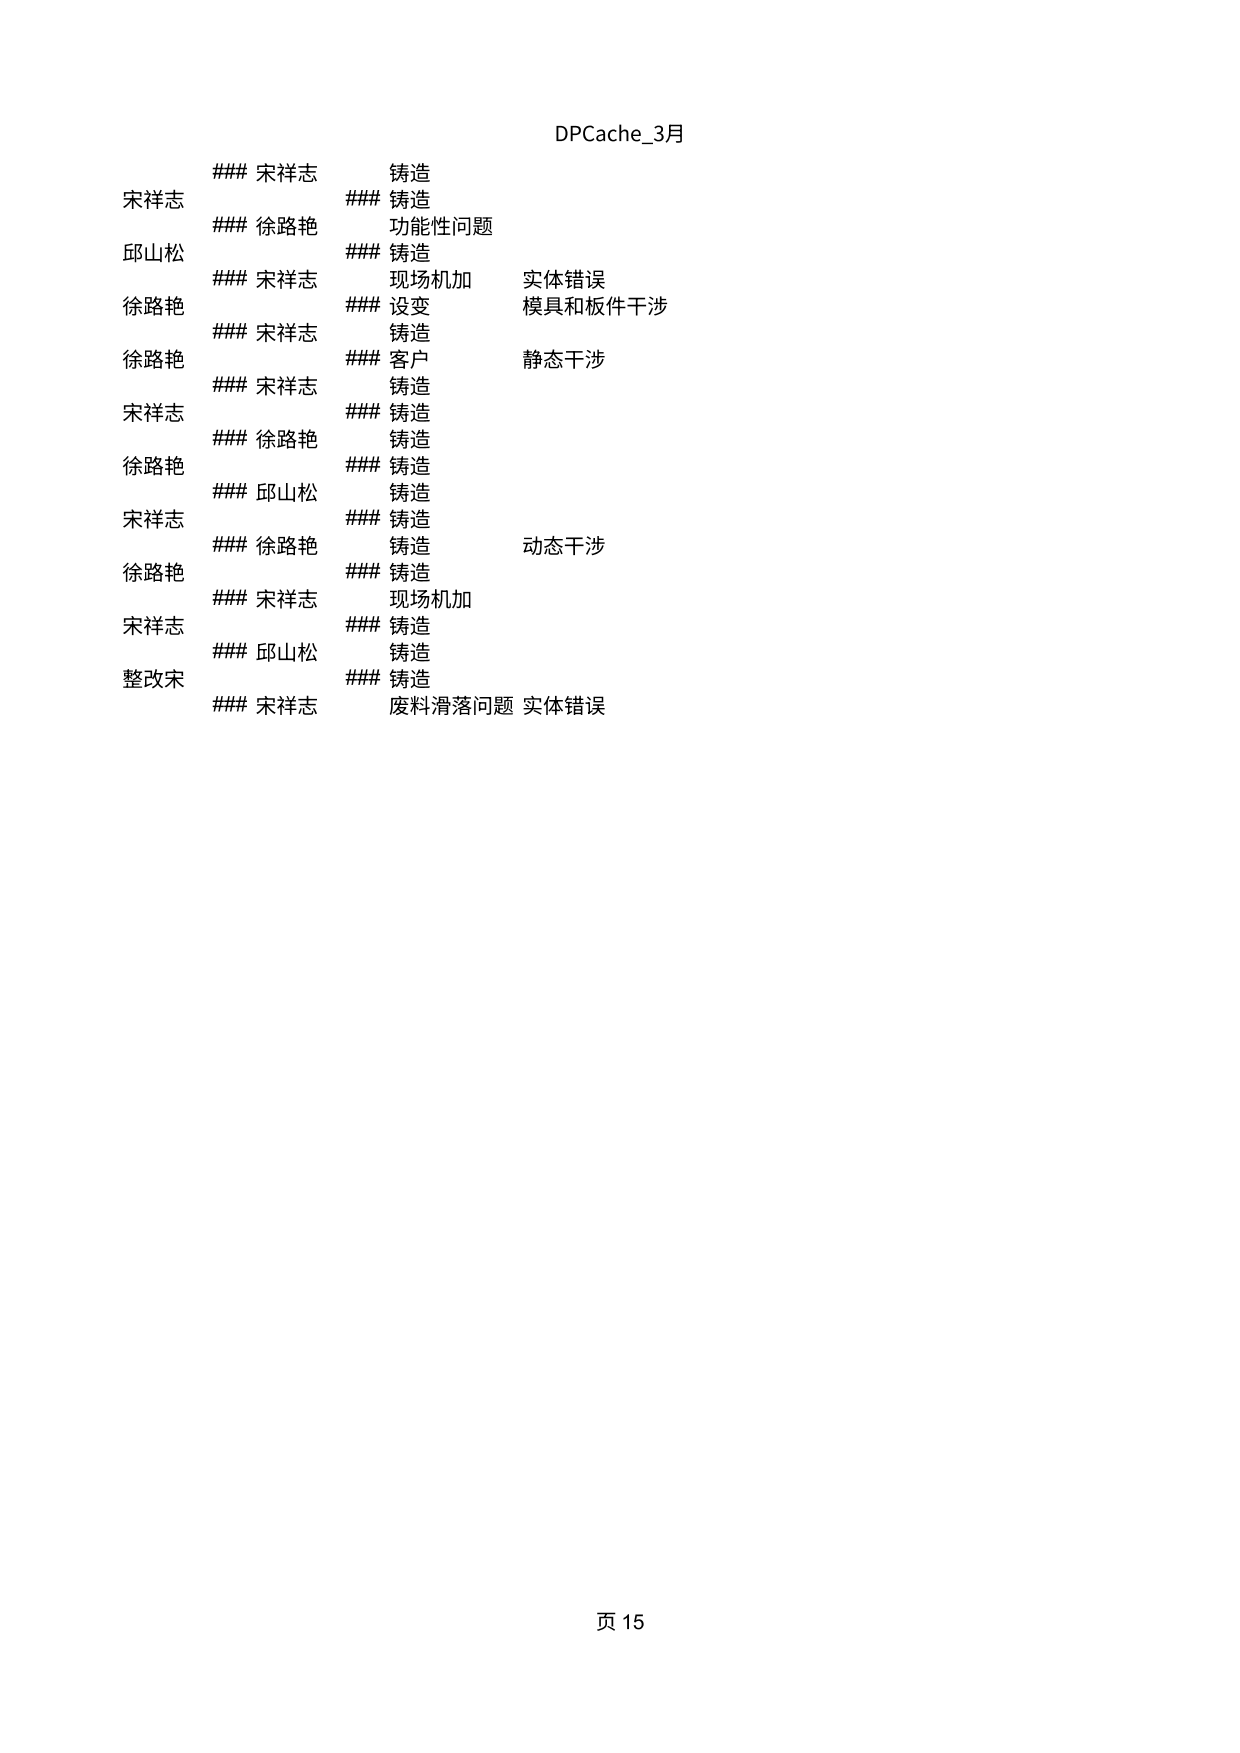 DPCache_3月
### 宋祥志 铸造
宋祥志 ### 铸造
### 徐路艳 功能性问题
邱山松 ### 铸造
### 宋祥志 现场机加 实体错误
徐路艳 ### 设变 模具和板件干涉
### 宋祥志 铸造
徐路艳 ### 客户 静态干涉
### 宋祥志 铸造
宋祥志 ### 铸造
### 徐路艳 铸造
徐路艳 ### 铸造
### 邱山松 铸造
宋祥志 ### 铸造
### 徐路艳 铸造 动态干涉
徐路艳 ### 铸造
### 宋祥志 现场机加
宋祥志 ### 铸造
### 邱山松 铸造
整改宋 ### 铸造
### 宋祥志 废料滑落问题 实体错误
页 15